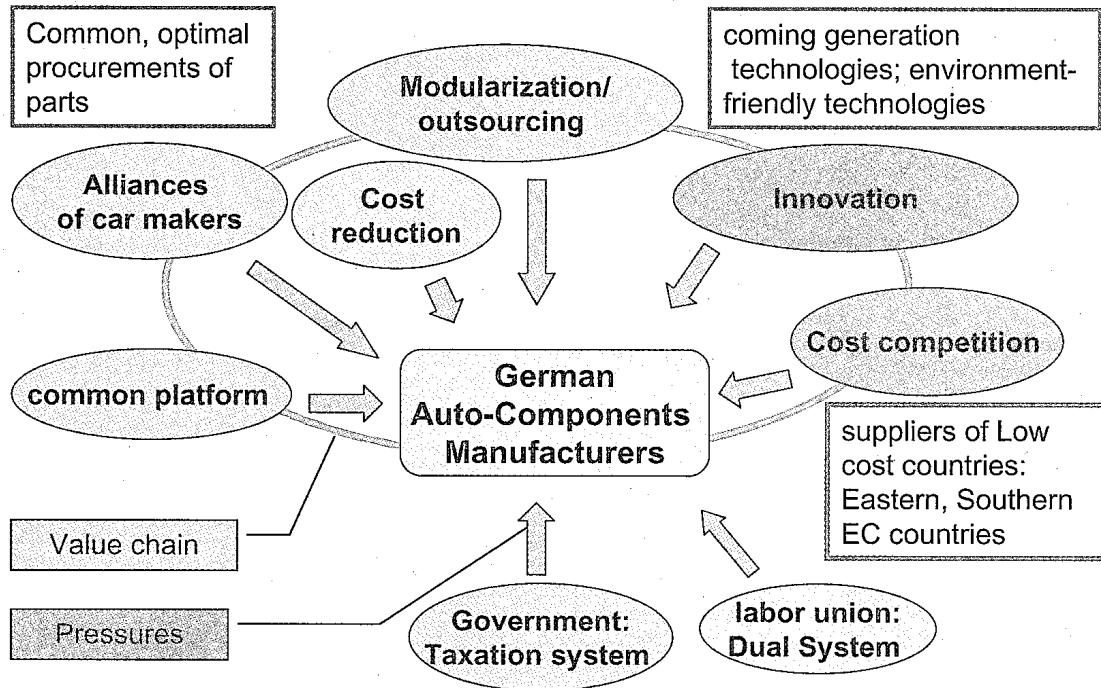 Common, optimal
procurements of
parts
coming generation
technologies; environment-
friendly technologies
Modularization/
outsourcing
Alliances
of car makers
Cost
reduction
Innovation
Cost competition
common platform
German
Auto-Components
Manufacturers
suppliers of Low
cost countries:
Eastern, Southern
EC countries
Value chain
Pressures
Government:
Taxation system
labor union:
Dual System